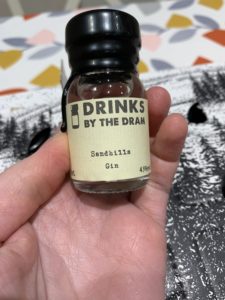 DRINKS
BY THE DRAM
Sandhills
Gin